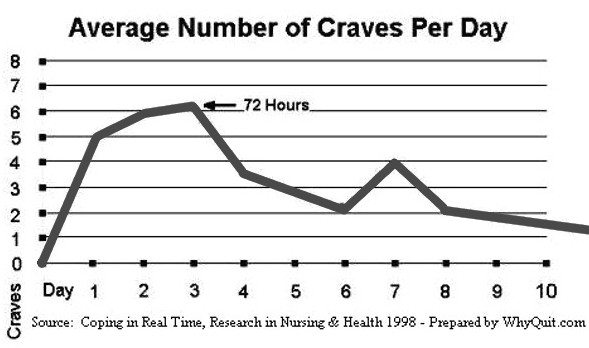 Average Number of Craves Per Day
8
7
6
72 Hours
5
4
3
2
1
0
Craves
Day 1 2 3 4 5 6 7 8 9 10
Source: Coping in Real Time, Research in Nursing & Health 1998 - Prepared by WhyQuit.com